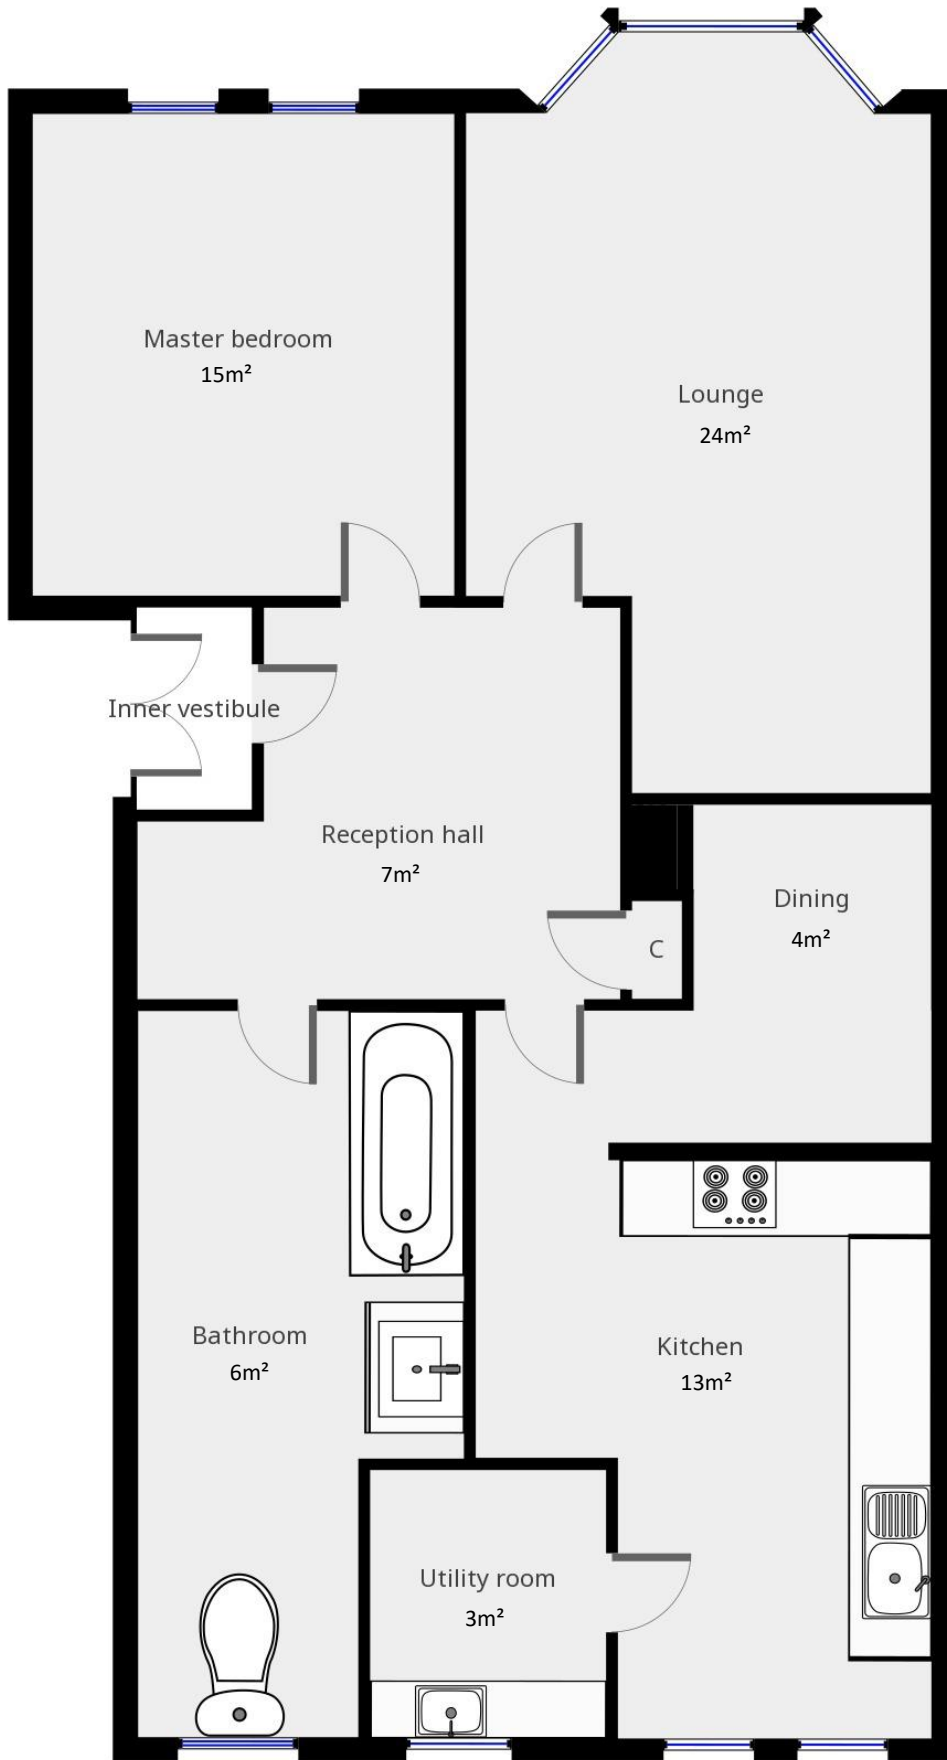 Master bedroom
15m²
Lounge
24m²
Inner vestibule
Reception hall
7m²
Dining
4m²
C
Bathroom
6m²
Kitchen
13m²
Utility room
3m²